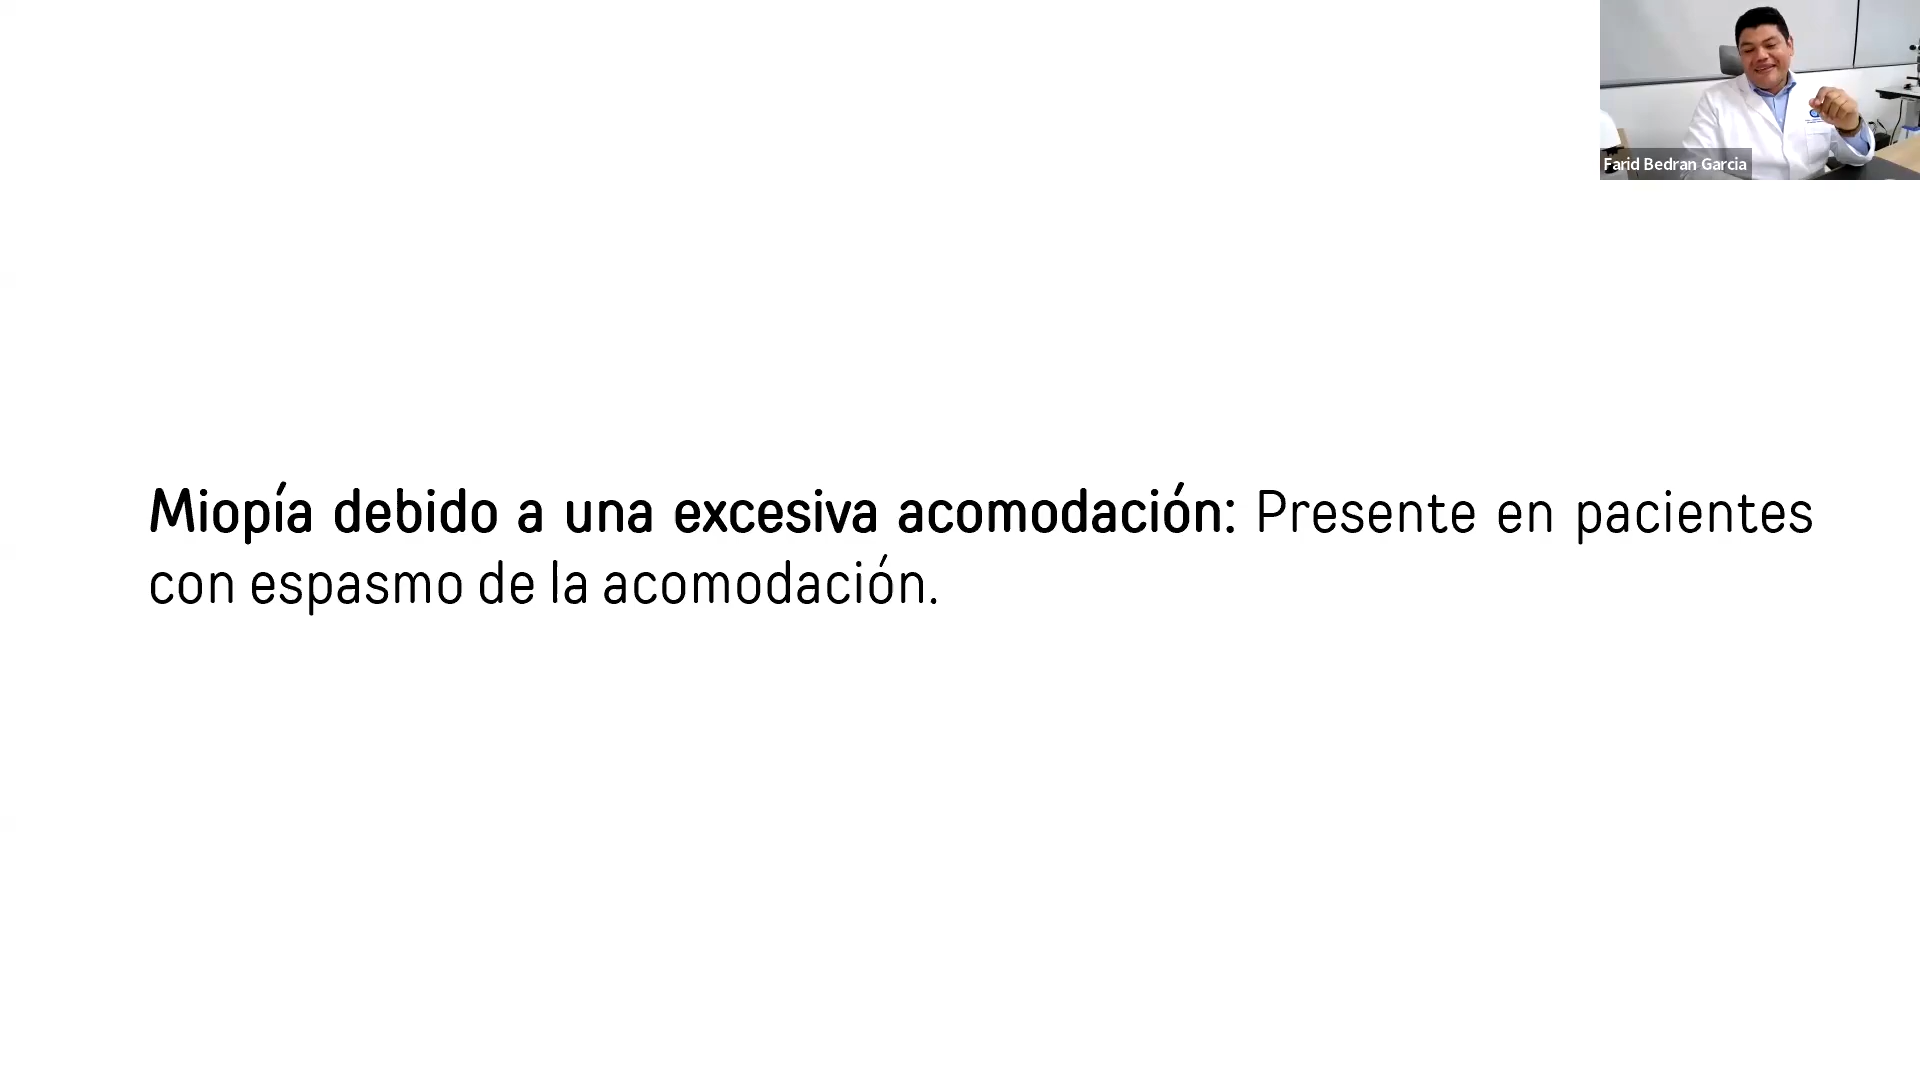 Farid Bedran Garcia
Miopía debido a una excesiva acomodación: Presente en pacientes
con espasmo de la acomodación.